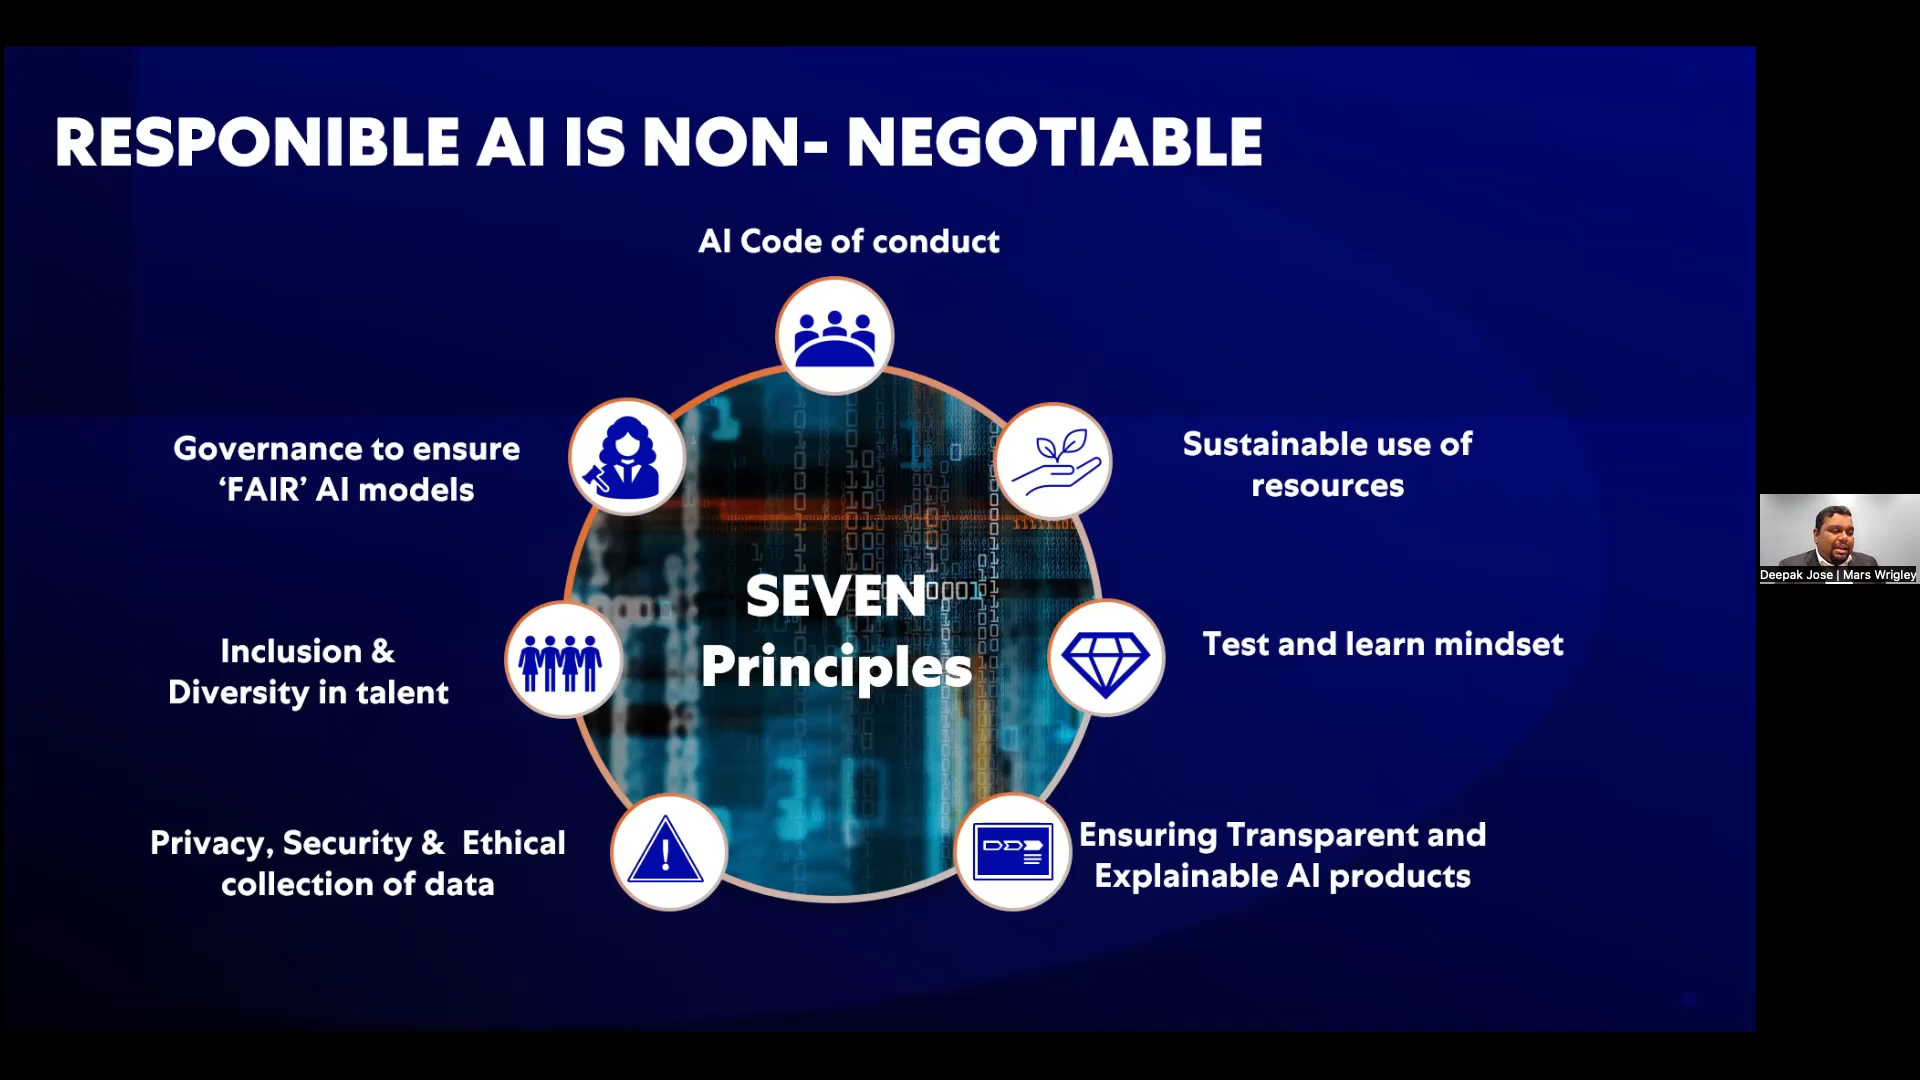 RESPONIBLE AI IS NON- NEGOTIABLE
AI Code of conduct
Governance to ensure
‘FAIR’ AI models
Sustainable use of
resources
SEVEN
Principles
Inclusion &
Diversity in talent
Test and learn mindset
Privacy, Security & Ethical
collection of data
Ensuring Transparent and
Explainable AI products
Deepak Jose | Mars Wrigley